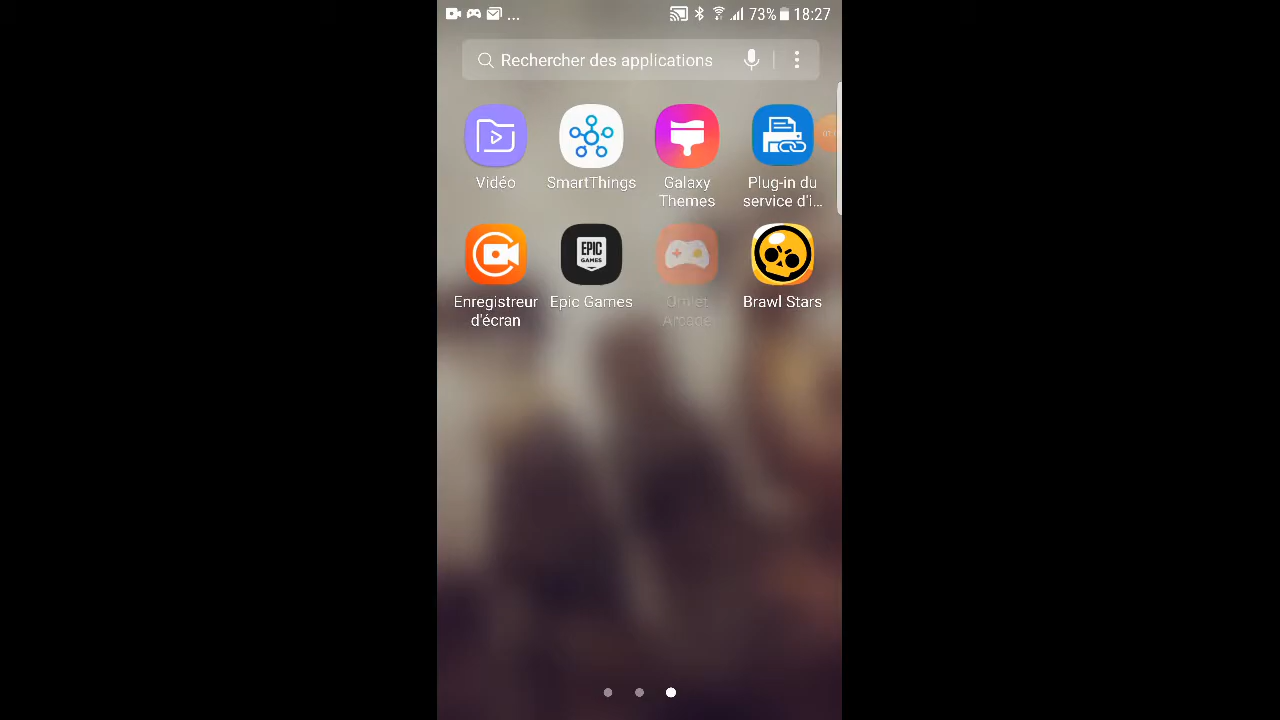 ... 73% 18:27
Rechercher des applications
Vidéo SmartThings Galaxy Themes Plug-in du service d'i...
EPIC
GAMES
Enregistreur d'écran Epic Games Omlet Arcade Brawl Stars